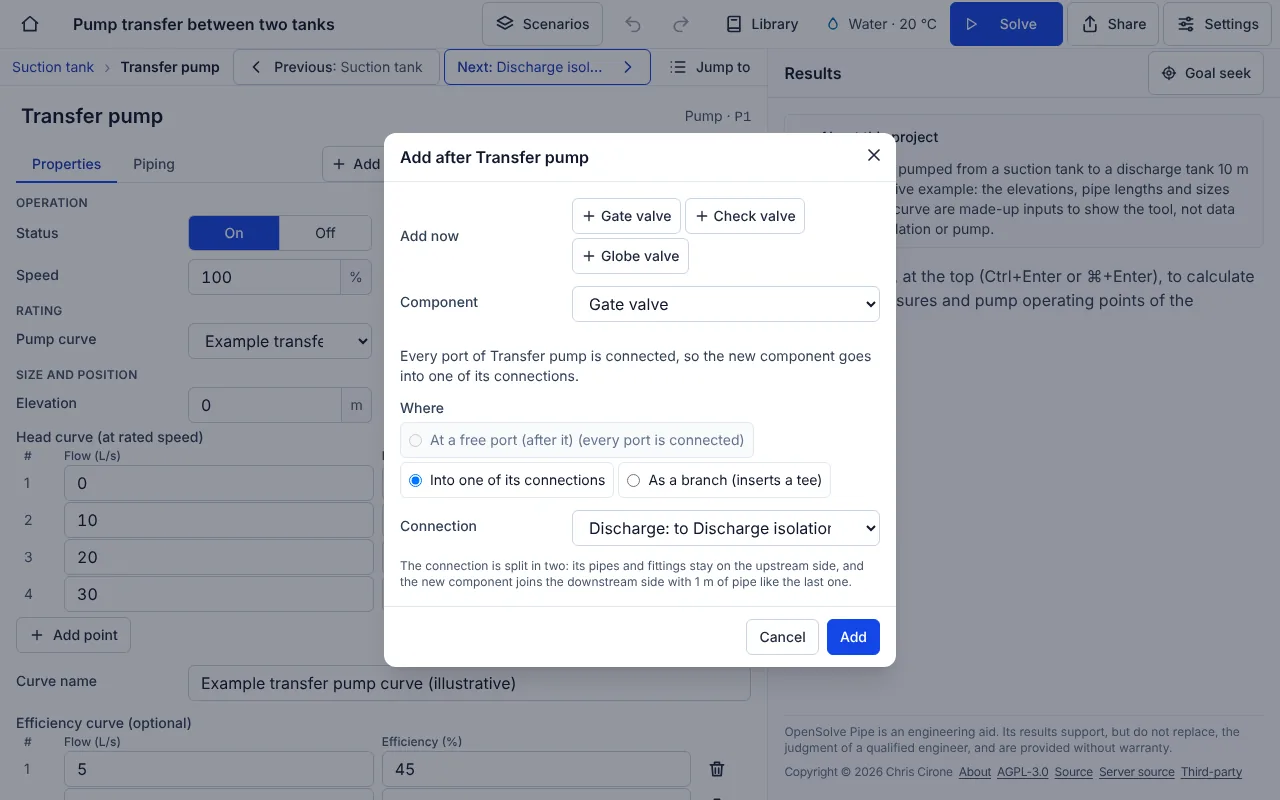 Pump transfer between two tanks
Scenarios
Library
Water · 20 °C
Solve
Share
Settings
Suction tank › Transfer pump
Previous: Suction tank
Next: Discharge isol...
Jump to
Results
Goal seek
Transfer pump
Pump · P1
Properties
Piping
+ Add
OPERATION
Status
On
Off
Speed
100
%
RATING
Pump curve
Example transfe
SIZE AND POSITION
Elevation
0
m
Head curve (at rated speed)
# Flow (L/s)
1 0
2 10
3 20
4 30
+ Add point
Curve name
Example transfer pump curve (illustrative)
Efficiency curve (optional)
# Flow (L/s) Efficiency (%)
1 5 45
Add after Transfer pump
Add now
+ Gate valve
+ Check valve
+ Globe valve
Component
Gate valve
Every port of Transfer pump is connected, so the new component goes
into one of its connections.
Where
At a free port (after it) (every port is connected)
Into one of its connections
As a branch (inserts a tee)
Connection
Discharge: to Discharge isolation
The connection is split in two: its pipes and fittings stay on the upstream side, and
the new component joins the downstream side with 1 m of pipe like the last one.
Cancel
Add
project
pumped from a suction tank to a discharge tank 10 m
ive example: the elevations, pipe lengths and sizes
curve are made-up inputs to show the tool, not data
lation or pump.
, at the top (Ctrl+Enter or ⌘+Enter), to calculate
sures and pump operating points of the
OpenSolve Pipe is an engineering aid. Its results support, but do not replace, the
judgment of a qualified engineer, and are provided without warranty.
Copyright © 2026 Chris Cirone About AGPL-3.0 Source Server source Third-party